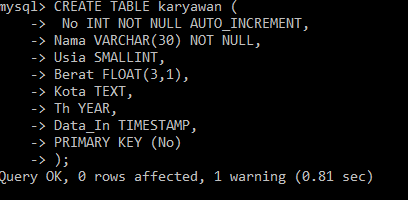 mysql> CREATE TABLE karyawan (
    ->  No INT NOT NULL AUTO_INCREMENT,
    -> Nama VARCHAR(30) NOT NULL,
    -> Usia SMALLINT,
    -> Berat FLOAT(3,1),
    -> Kota TEXT,
    -> Th YEAR,
    -> Data_In TIMESTAMP,
    -> PRIMARY KEY (No)
    -> );
Query OK, 0 rows affected, 1 warning (0.81 sec)